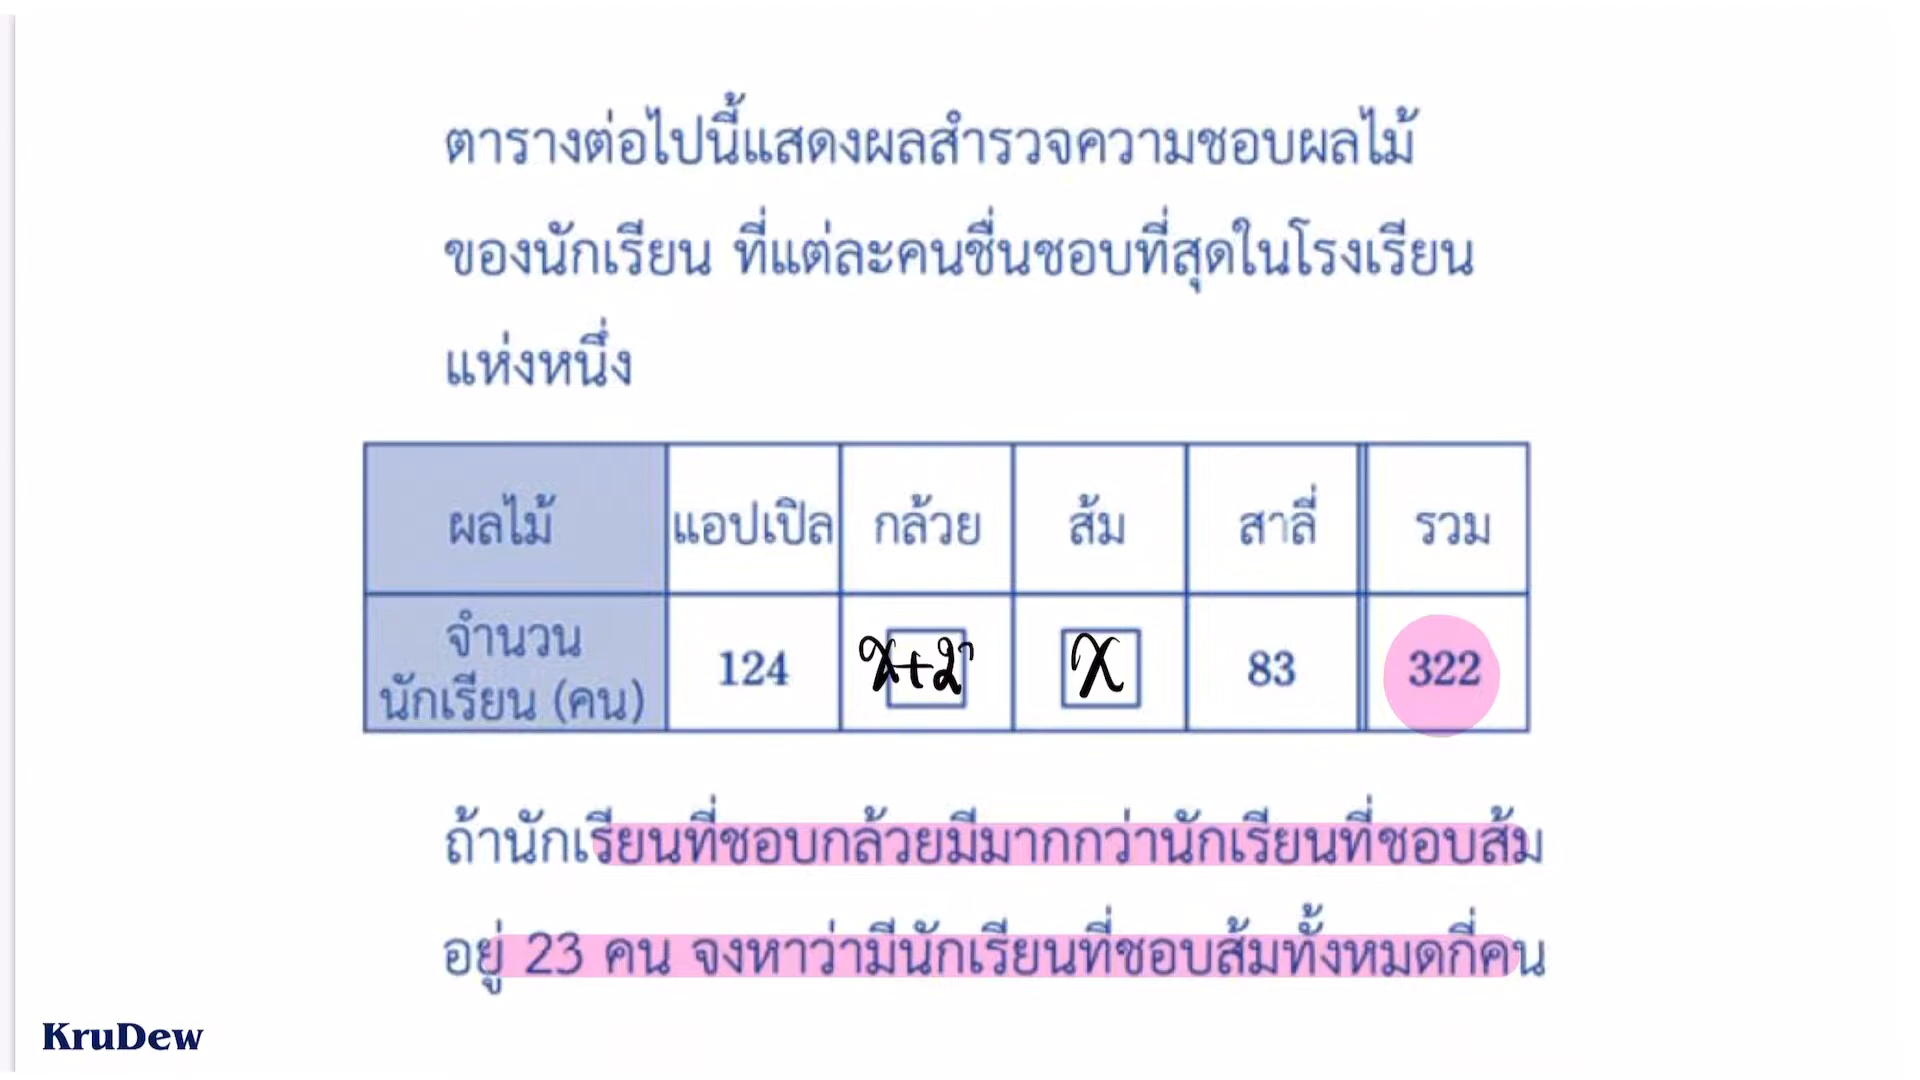 ตารางต่อไปนี้แสดงผลสำรวจความชอบผลไม้
ของนักเรียน ที่แต่ละคนชื่นชอบที่สุดในโรงเรียน
แห่งหนึ่ง
ผลไม้ แอปเปิล กล้วย ส้ม สาลี่ รวม
จำนวน
นักเรียน (คน) 124 x+2 x 83 322
ถ้านักเรียนที่ชอบกล้วยมีมากกว่านักเรียนที่ชอบส้ม
อยู่ 23 คน จงหาว่ามีนักเรียนที่ชอบส้มทั้งหมดกี่คน
KruDew